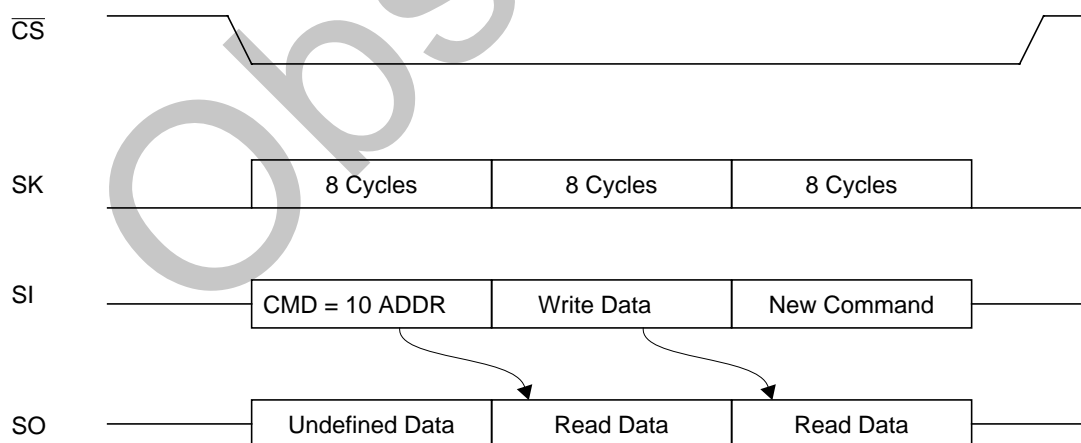 CS
SK 8 Cycles 8 Cycles 8 Cycles
SI CMD = 10 ADDR Write Data New Command
SO Undefined Data Read Data Read Data
Obs